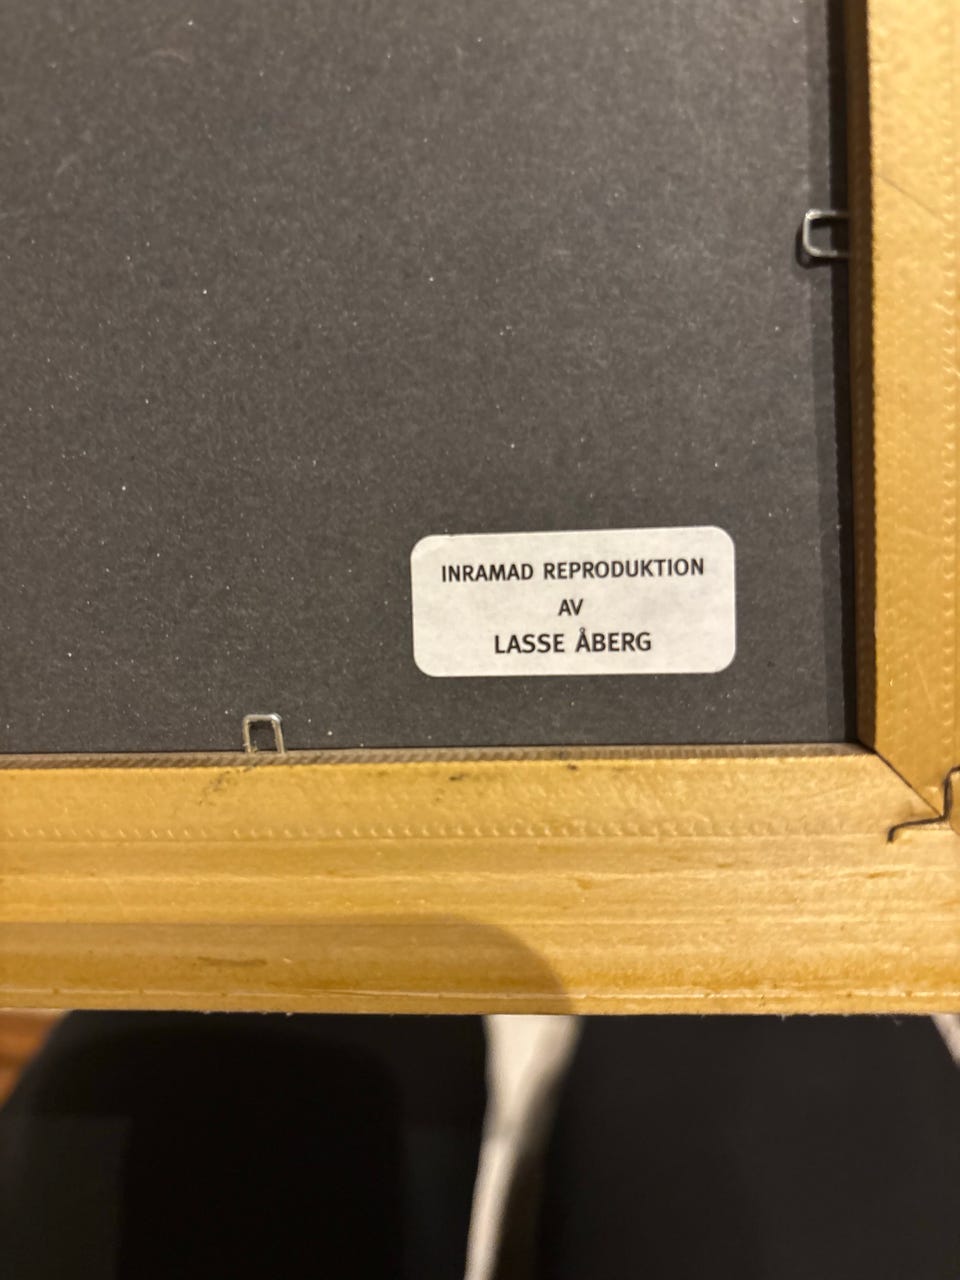 INRAMAD REPRODUKTION
AV
LASSE ÅBERG